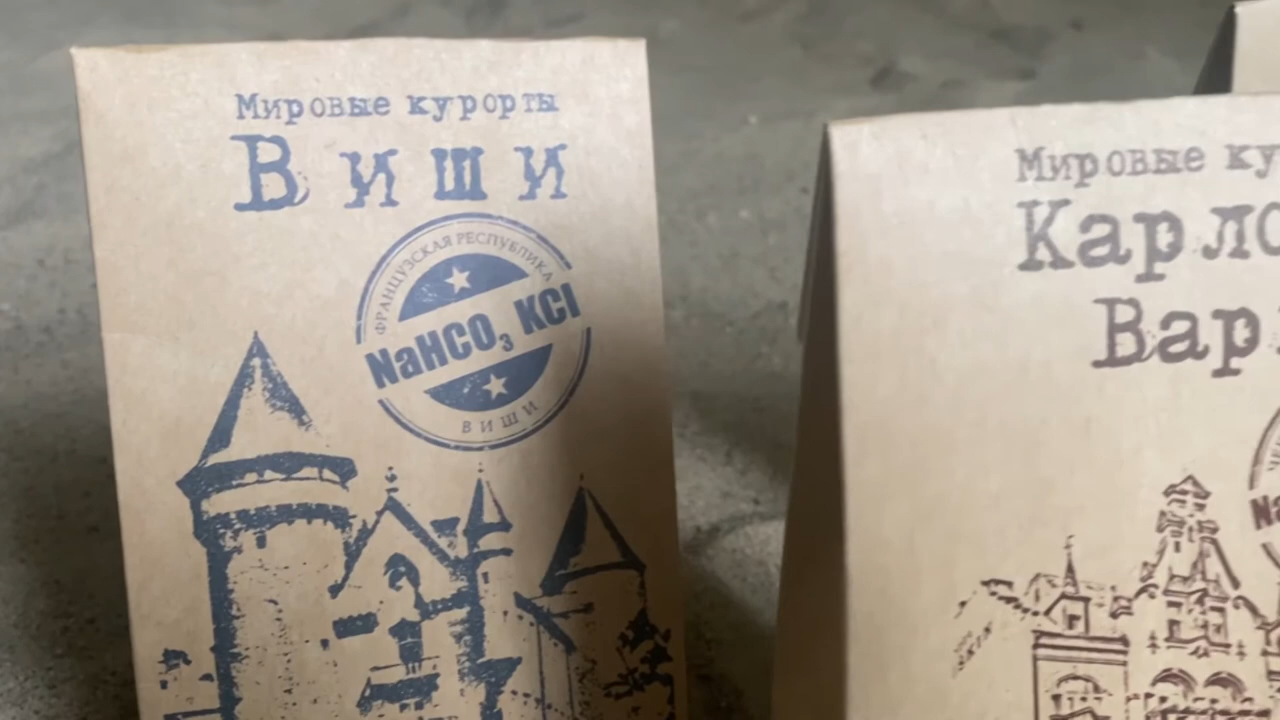 Мировые курорты
Виши
ФРАНЦУЗСКАЯ РЕСПУБЛИКА
NaHCO₃ KCl
ВИШИ
Мировые ку
Карло
Вар